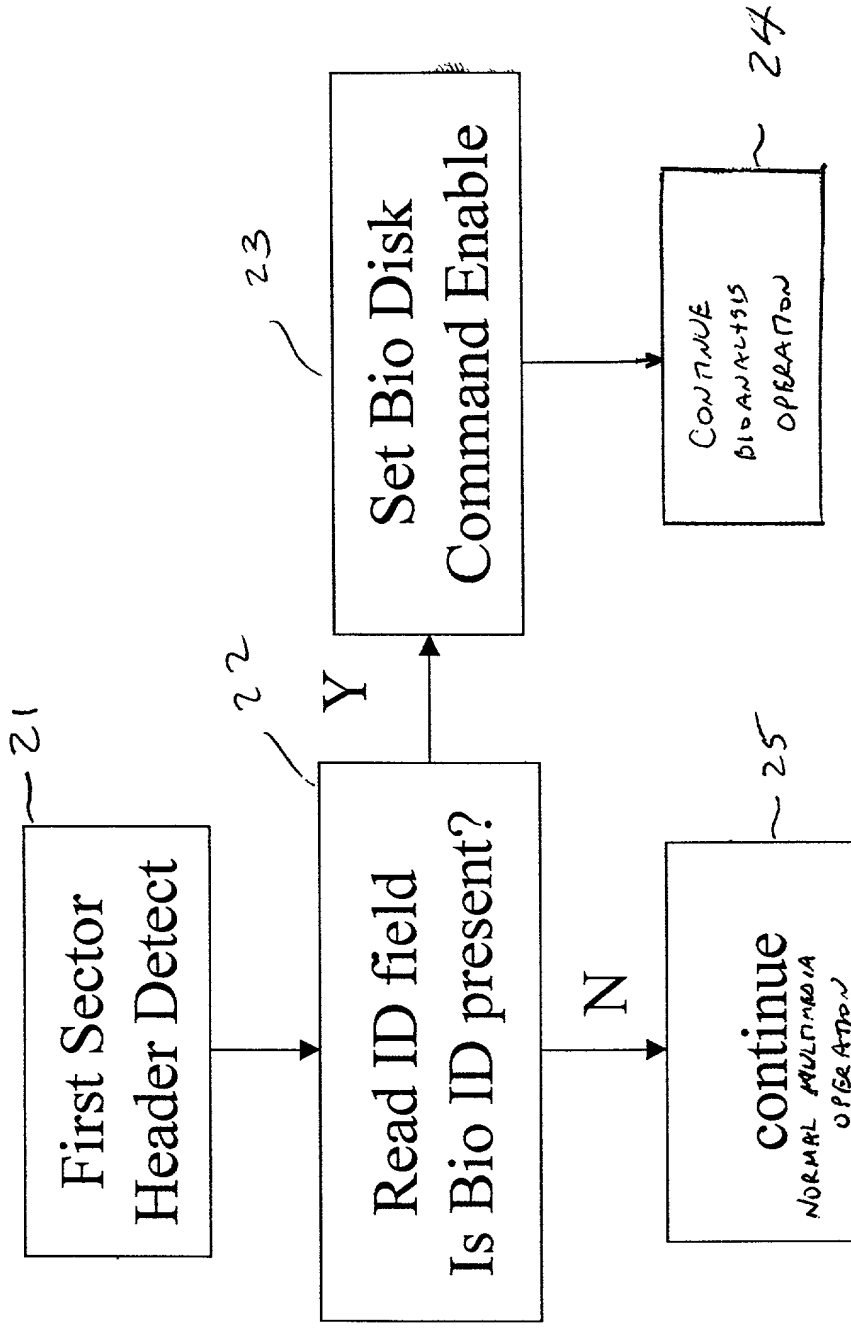 21
First Sector
Header Detect
22
Read ID field
Is Bio ID present?
Y
23
Set Bio Disk
Command Enable
CONTINUE
BIOANALYSIS
OPERATION
24
N
25
continue
NORMAL MULTIMEDIA
OPERATION